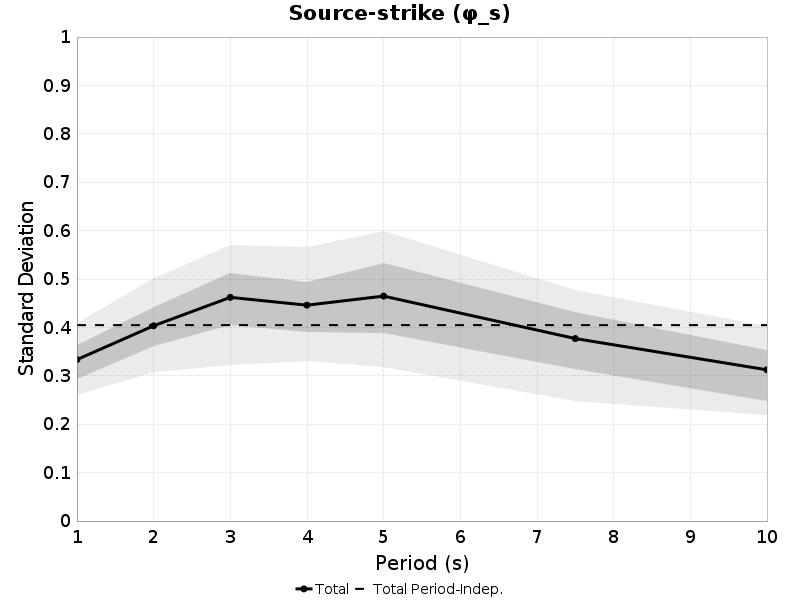 Source-strike (φ_s)
Standard Deviation
1
0.9
0.8
0.7
0.6
0.5
0.4
0.3
0.2
0.1
0
1 2 3 4 5 6 7 8 9 10
Period (s)
Total Total Period-Indep.